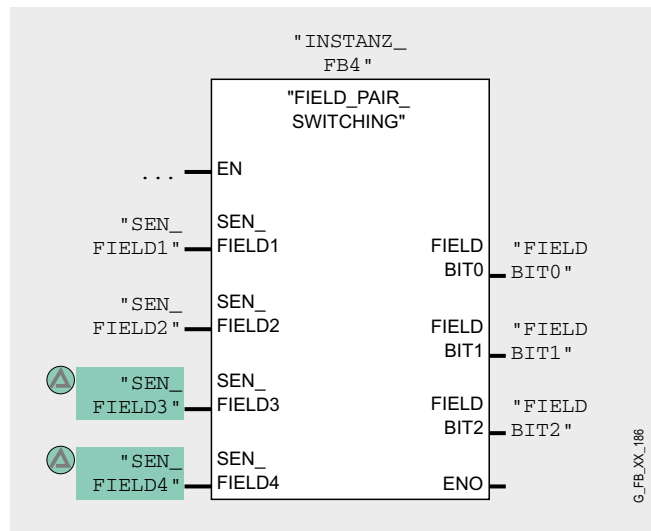 "INSTANZ_
FB4"
"FIELD_PAIR_
SWITCHING"
... EN
"SEN_
FIELD1"
SEN_
FIELD1
FIELD
BIT0
"FIELD
BIT0"
"SEN_
FIELD2"
SEN_
FIELD2
FIELD
BIT1
"FIELD
BIT1"
"SEN_
FIELD3"
SEN_
FIELD3
FIELD
BIT2
"FIELD
BIT2"
"SEN_
FIELD4"
SEN_
FIELD4
ENO
G_FB_XX_186